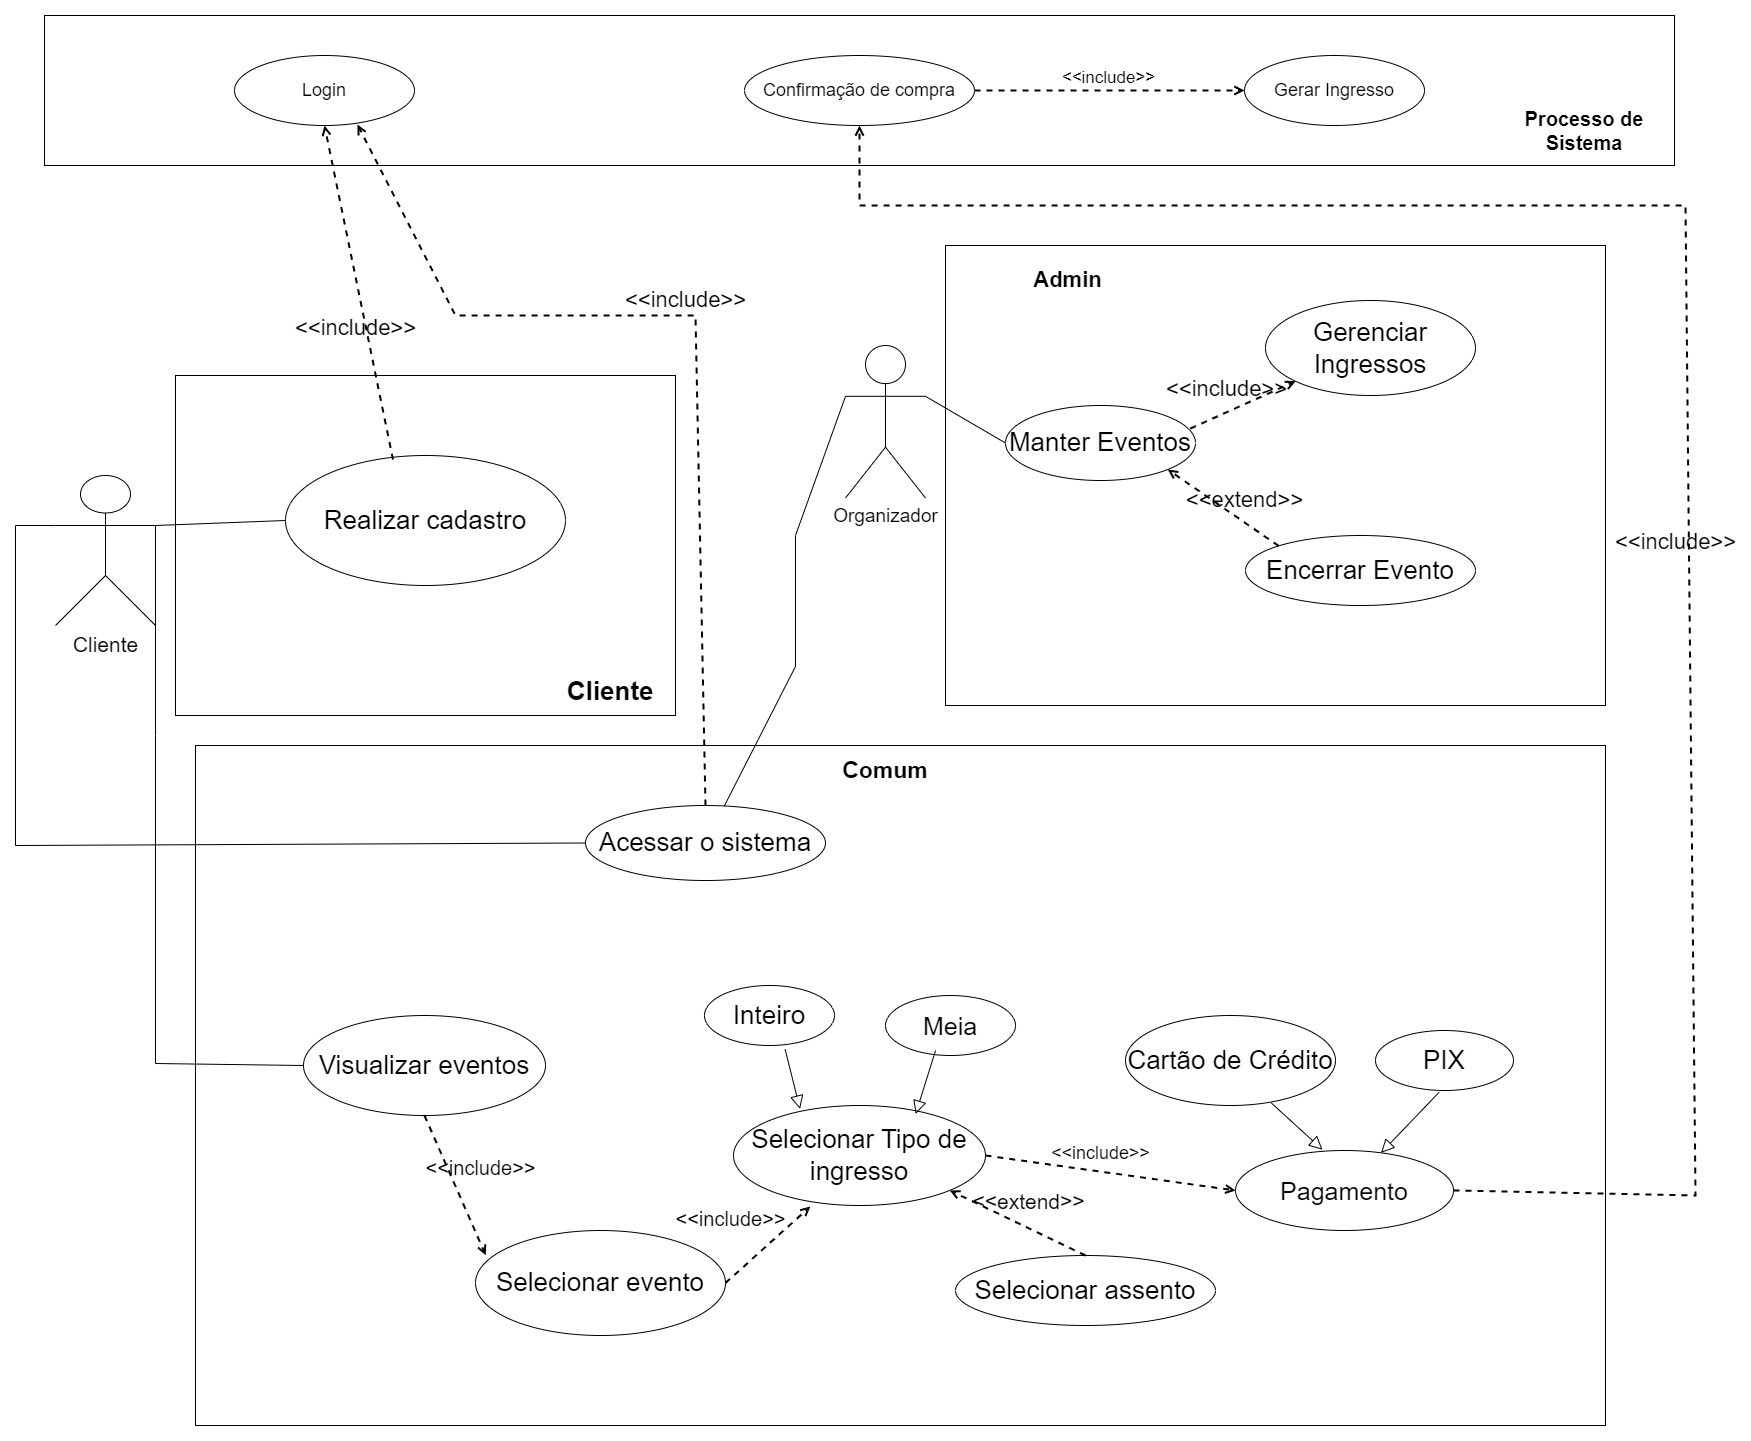 Login
Confirmação de compra
<<include>>
Gerar Ingresso
Processo de
Sistema
<<include>>
<<include>>
Admin
Gerenciar
Ingressos
<<include>>
Manter Eventos
<<extend>>
Encerrar Evento
Organizador
<<include>>
Realizar cadastro
Cliente
Cliente
Comum
Acessar o sistema
Inteiro
Meia
Visualizar eventos
Cartão de Crédito
PIX
Selecionar Tipo de
ingresso
<<include>>
<<include>>
Pagamento
<<extend>>
<<include>>
Selecionar evento
Selecionar assento